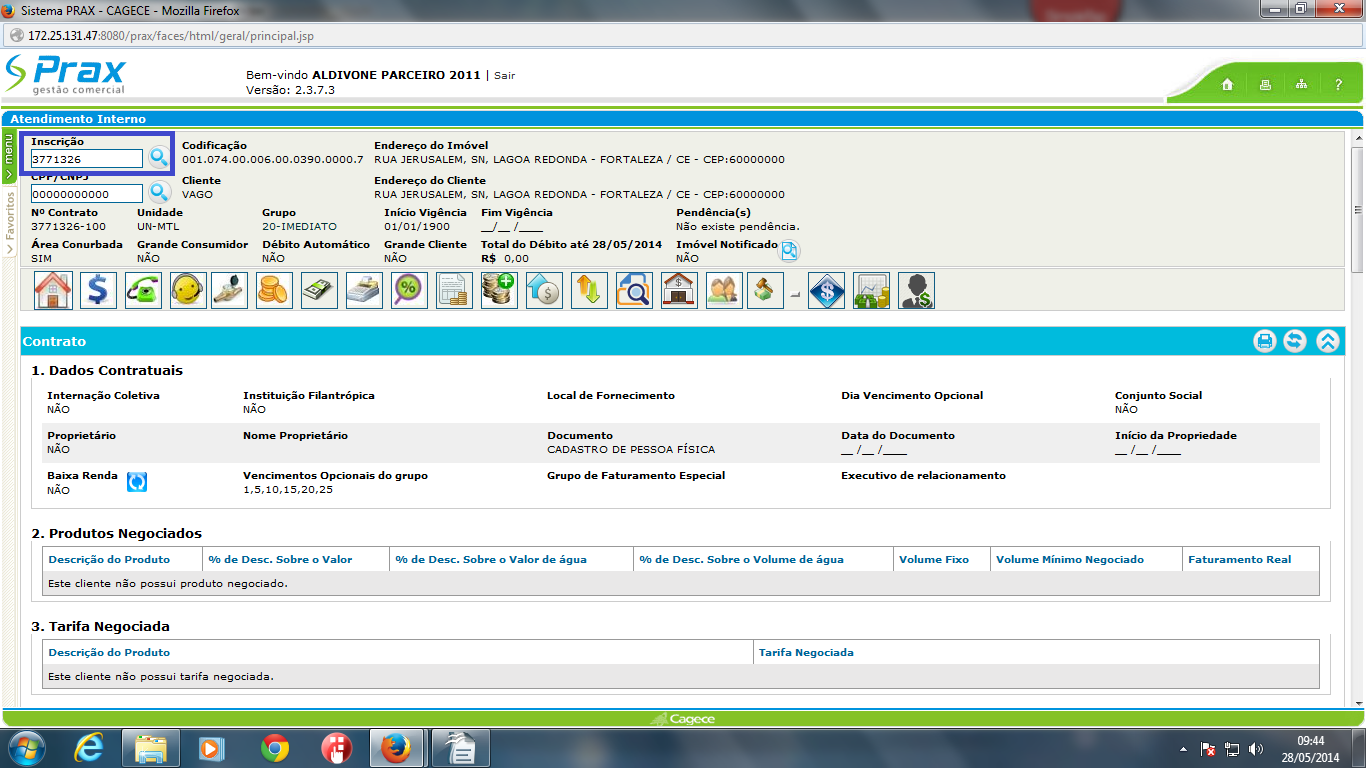 Sistema PRAX - CAGECE - Mozilla Firefox
172.25.131.47:8080/prax/faces/html/geral/principal.jsp
Prax
gestão comercial
Bem-vindo ALDIVONE PARCEIRO 2011 | Sair
Versão: 2.3.7.3
?
Atendimento Interno
menu
Favoritos
Inscrição
3771326
Codificação
001.074.00.006.00.0390.0000.7
Endereço do Imóvel
RUA JERUSALEM, SN, LAGOA REDONDA - FORTALEZA / CE - CEP:60000000
CPF/CNPJ
00000000000
Cliente
VAGO
Endereço do Cliente
RUA JERUSALEM, SN, LAGOA REDONDA - FORTALEZA / CE - CEP:60000000
Nº Contrato Unidade Grupo Início Vigência Fim Vigência Pendência(s)
3771326-100 UN-MTL 20-IMEDIATO 01/01/1900 __/__ /____ Não existe pendência.
Área Conurbada Grande Consumidor Débito Automático Grande Cliente Total do Débito até 28/05/2014 Imóvel Notificado
SIM NÃO NÃO NÃO R$ 0,00 NÃO
Contrato
1. Dados Contratuais
Internação Coletiva Instituição Filantrópica Local de Fornecimento Dia Vencimento Opcional Conjunto Social
NÃO NÃO NÃO
Proprietário Nome Proprietário Documento Data do Documento Início da Propriedade
NÃO CADASTRO DE PESSOA FÍSICA __ /__ /____ __ /__ /____
Baixa Renda Vencimentos Opcionais do grupo Grupo de Faturamento Especial Executivo de relacionamento
NÃO 1,5,10,15,20,25
2. Produtos Negociados
Descrição do Produto % de Desc. Sobre o Valor % de Desc. Sobre o Valor de água % de Desc. Sobre o Volume de água Volume Fixo Volume Mínimo Negociado Faturamento Real
Este cliente não possui produto negociado.
3. Tarifa Negociada
Descrição do Produto Tarifa Negociada
Este cliente não possui tarifa negociada.
Cagece
09:44
28/05/2014